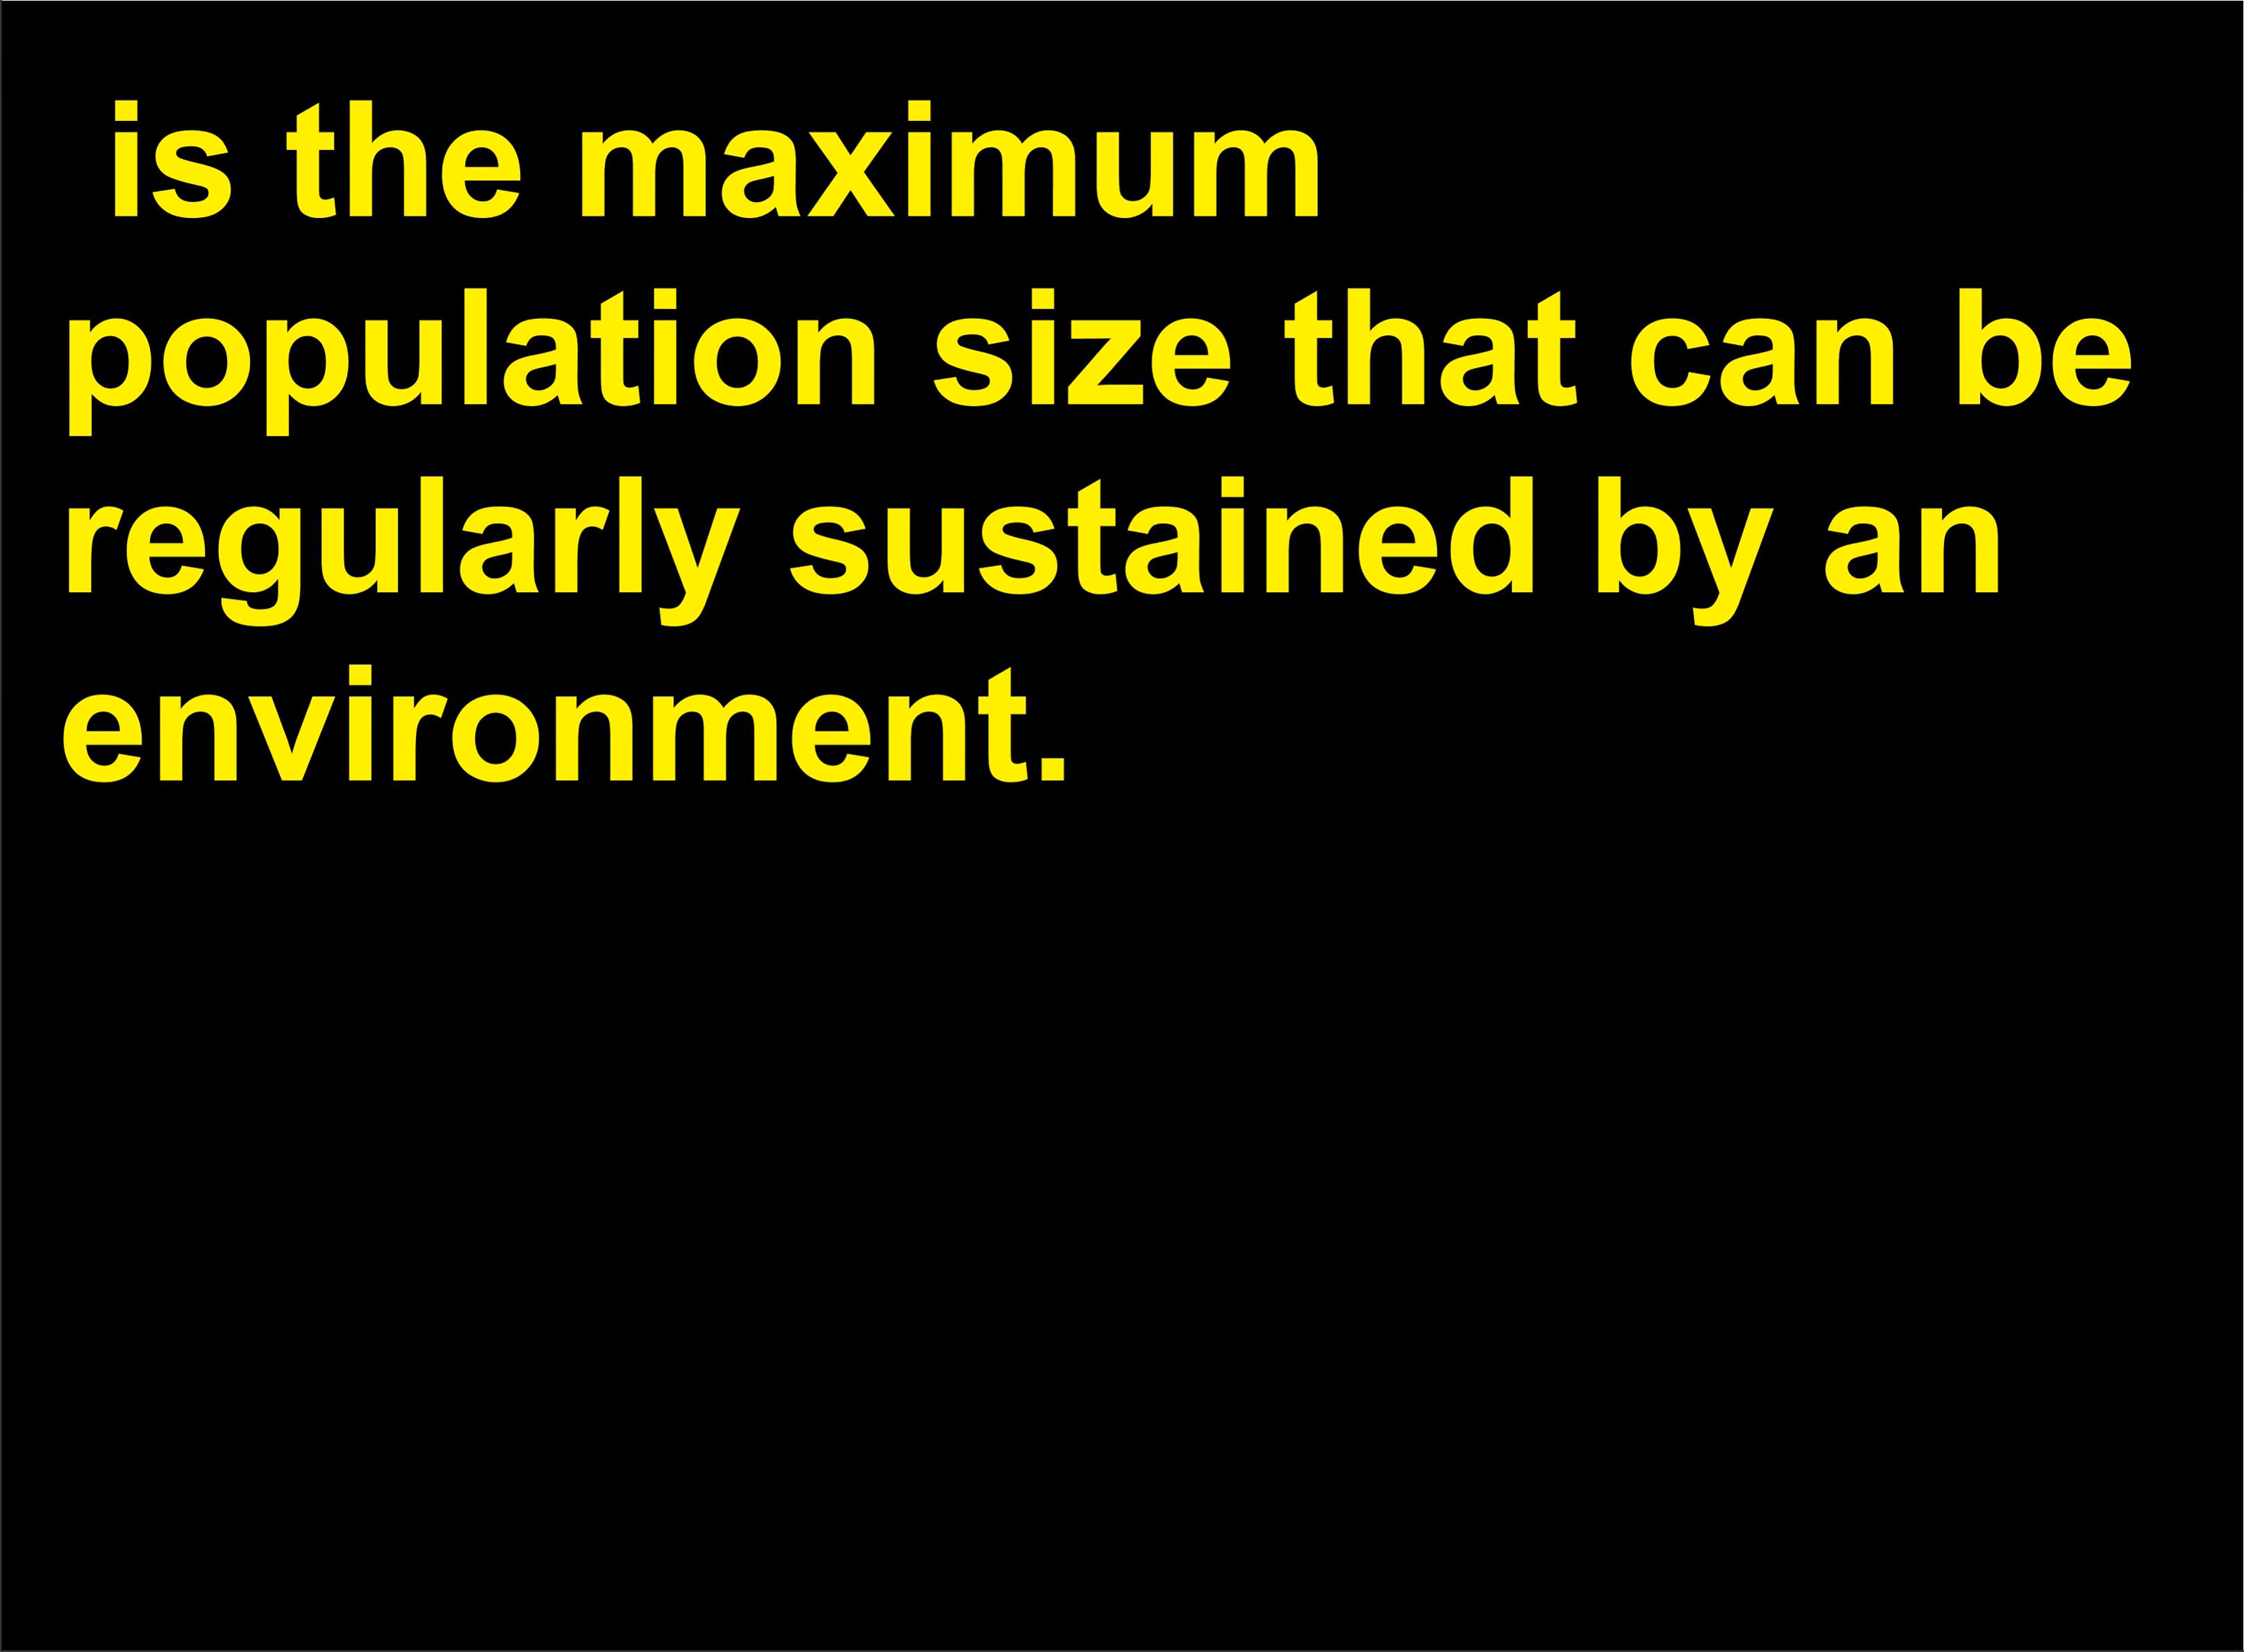 is the maximum
population size that can be
regularly sustained by an
environment.